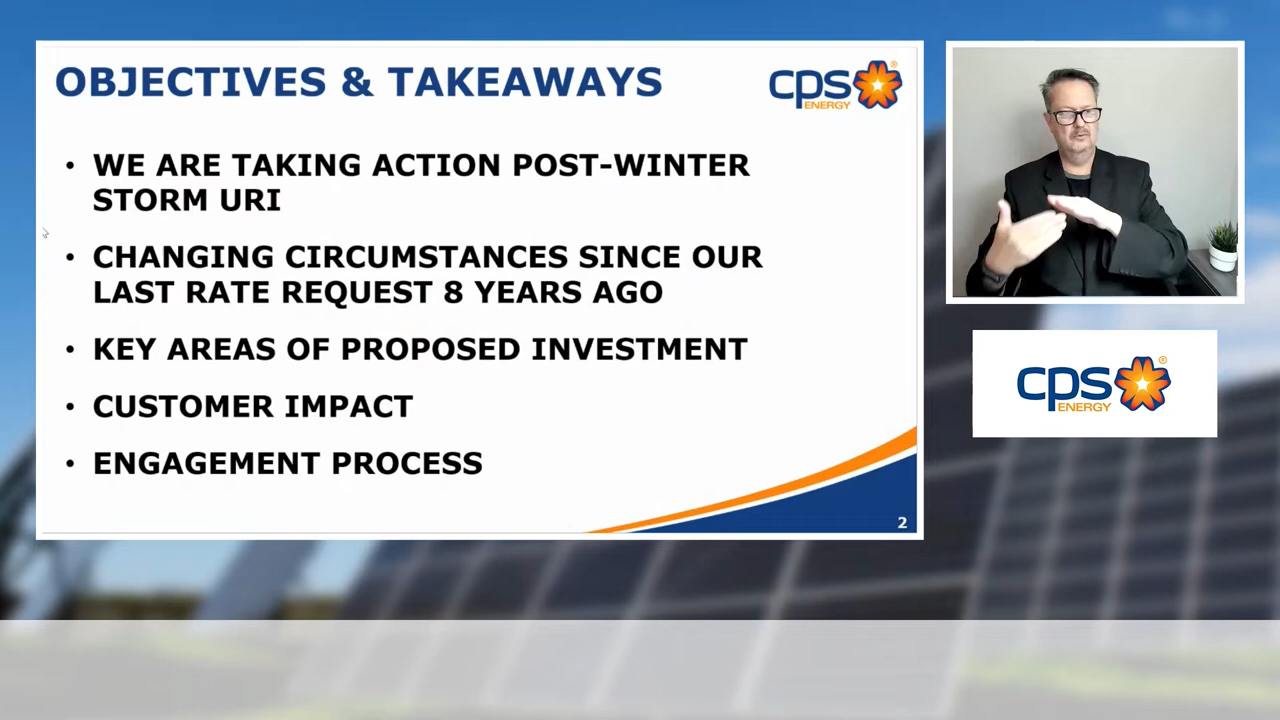 OBJECTIVES & TAKEAWAYS
cps
ENERGY
®
• WE ARE TAKING ACTION POST-WINTER
STORM URI
• CHANGING CIRCUMSTANCES SINCE OUR
LAST RATE REQUEST 8 YEARS AGO
• KEY AREAS OF PROPOSED INVESTMENT
• CUSTOMER IMPACT
• ENGAGEMENT PROCESS
2
cps
ENERGY
®